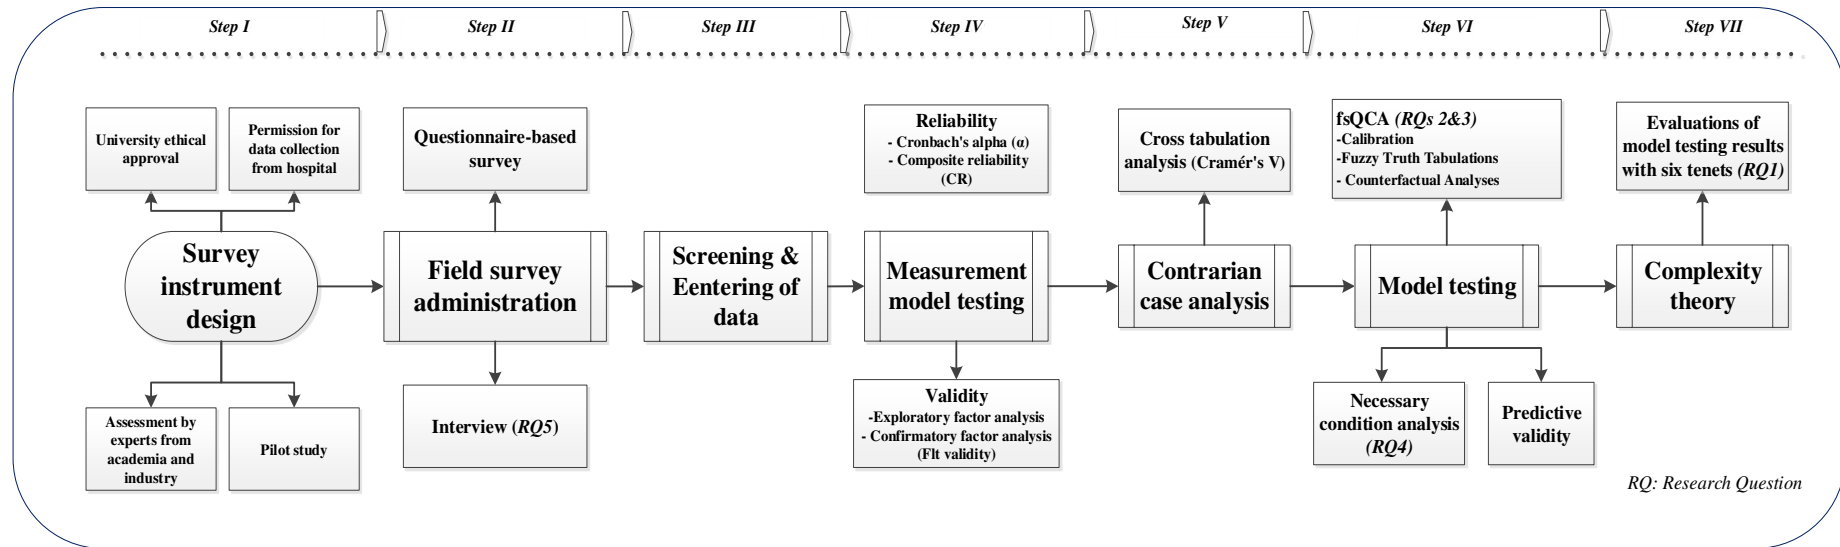 Step I
Step II
Step III
Step IV
Step V
Step VI
Step VII
University ethical
approval
Permission for
data collection
from hospital
Survey
instrument
design
Assessment by
experts from
academia and
industry
Pilot study
Questionnaire-based
survey
Field survey
administration
Interview (RQ5)
Screening &
Eentering of
data
Reliability
- Cronbach's alpha (α)
- Composite reliability
(CR)
Measurement
model testing
Validity
-Exploratory factor analysis
- Confirmatory factor analysis
(FIt validity)
Cross tabulation
analysis (Cramér's V)
Contrarian
case analysis
fsQCA (RQs 2&3)
-Calibration
-Fuzzy Truth Tabulations
- Counterfactual Analyses
Model testing
Necessary
condition analysis
(RQ4)
Predictive
validity
Evaluations of
model testing results
with six tenets (RQ1)
Complexity
theory
RQ: Research Question